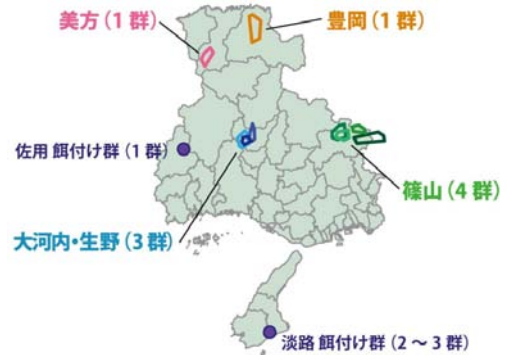 美方（1 群）
豊岡（1 群）
佐用 餌付け群（1 群）
篠山（4 群）
大河内・生野（3 群）
淡路 餌付け群（2 ～ 3 群）